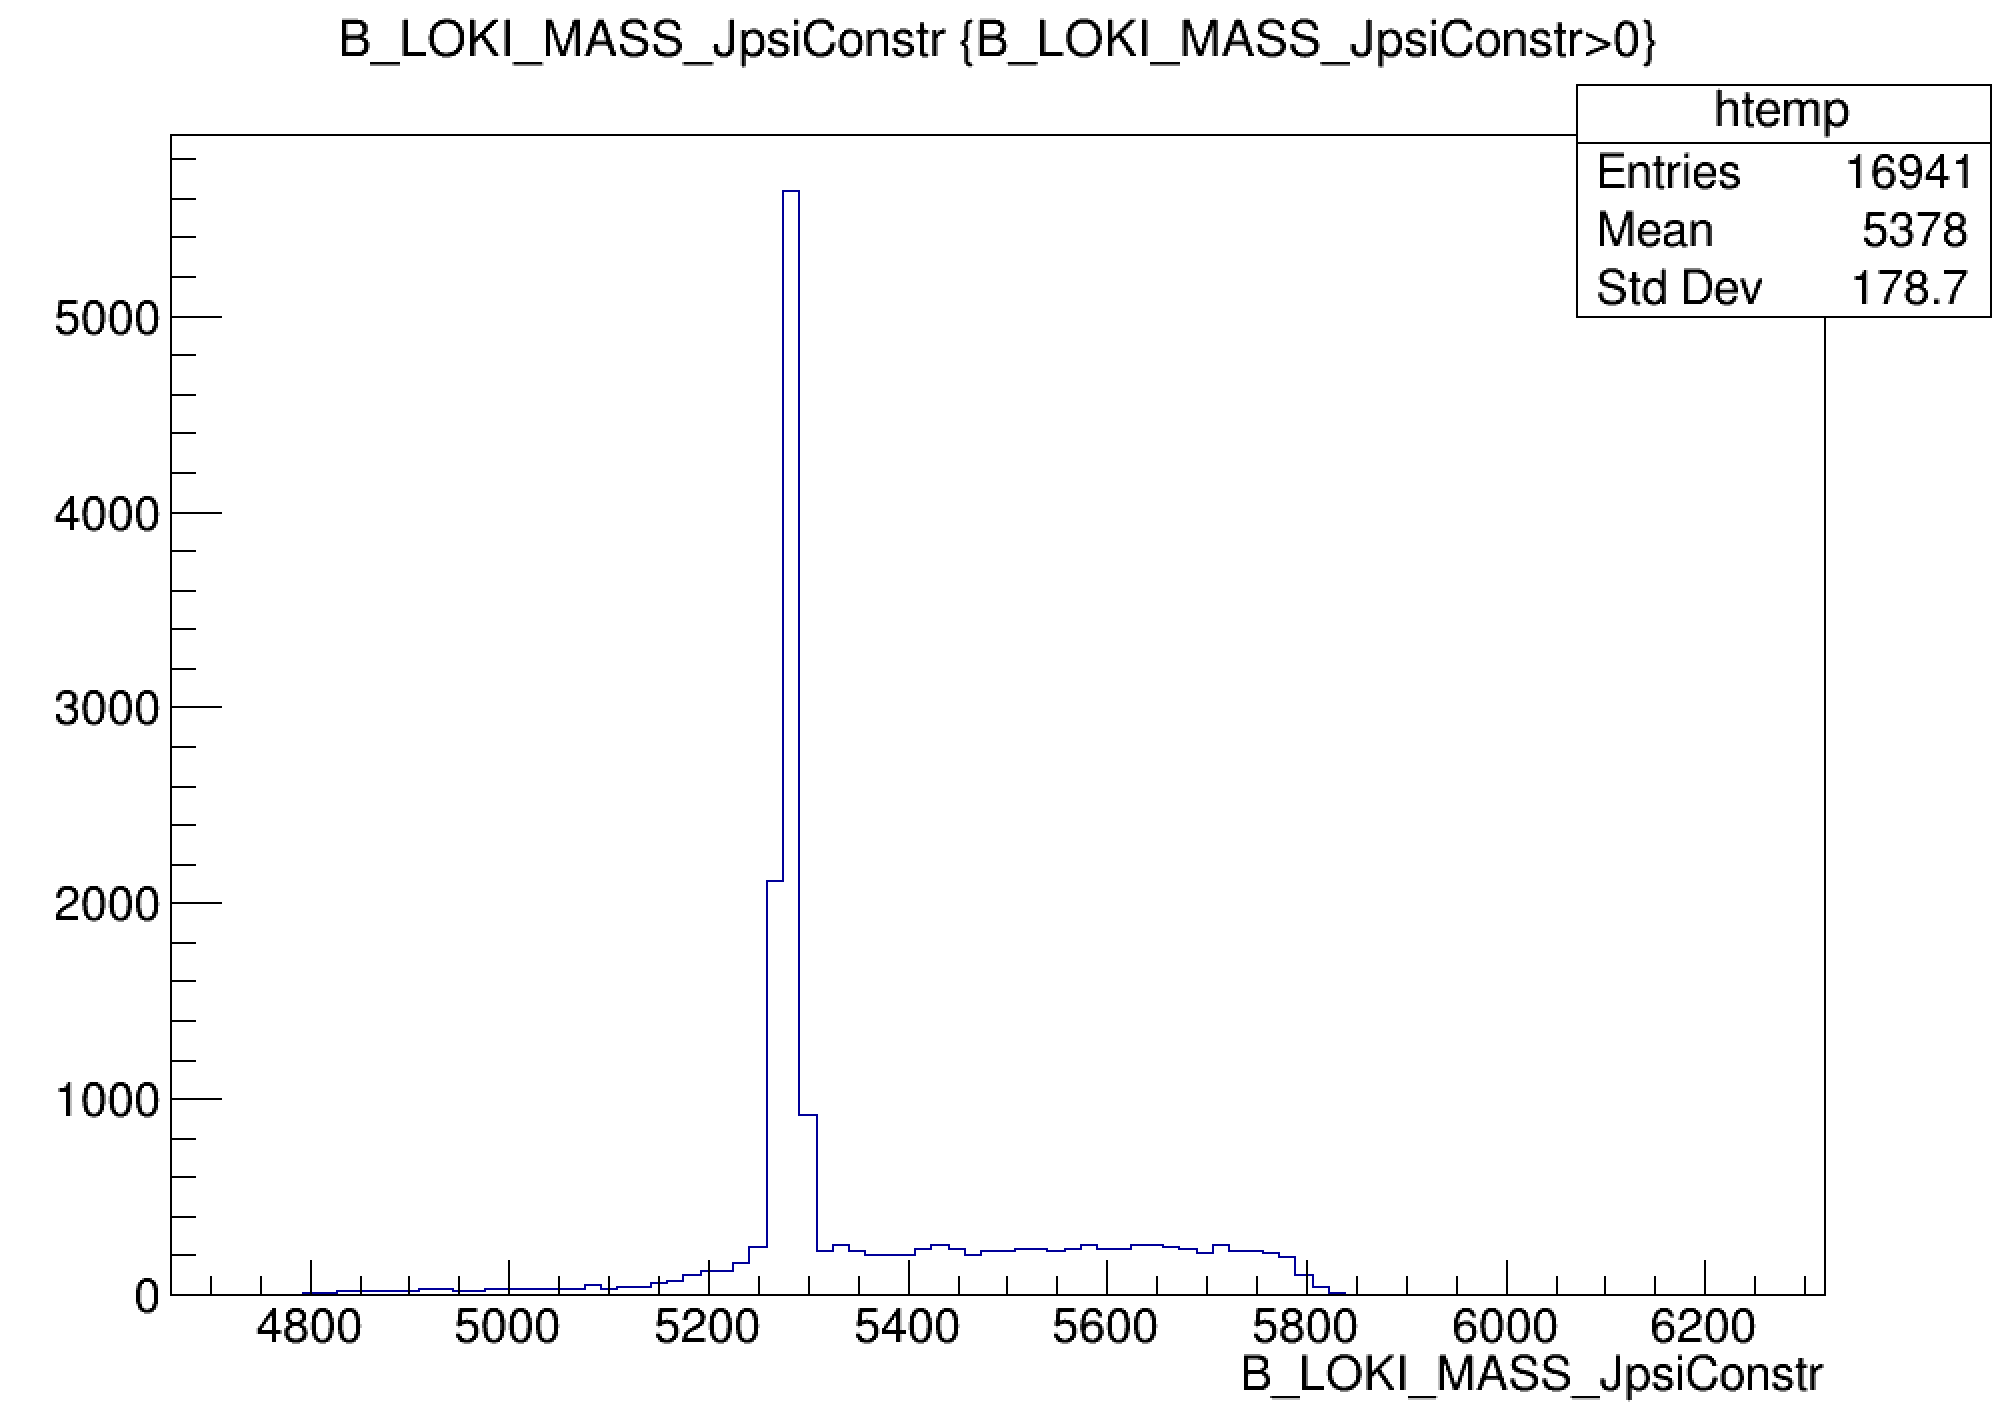 B_LOKI_MASS_JpsiConstr {B_LOKI_MASS_JpsiConstr>0}
htemp
Entries 16941
Mean 5378
Std Dev 178.7
5000
4000
3000
2000
1000
0
4800 5000 5200 5400 5600 5800 6000 6200
B_LOKI_MASS_JpsiConstr